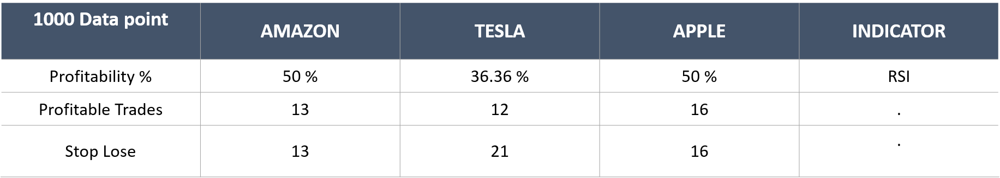 1000 Data point AMAZON TESLA APPLE INDICATOR
Profitability % 50 % 36.36 % 50 % RSI
Profitable Trades 13 12 16 .
Stop Lose 13 21 16 .